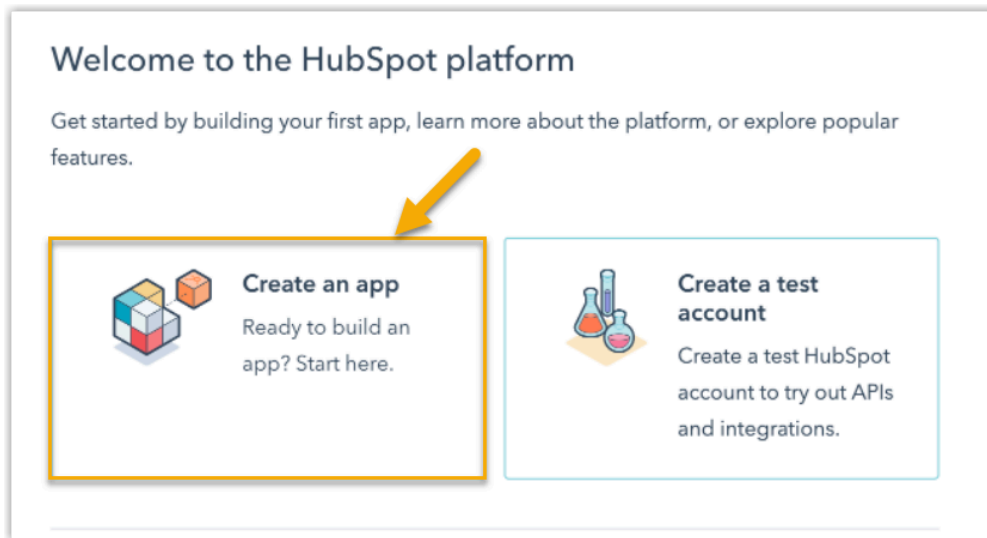 Welcome to the HubSpot platform
Get started by building your first app, learn more about the platform, or explore popular
features.
Create an app
Ready to build an
app? Start here.
Create a test
account
Create a test HubSpot
account to try out APIs
and integrations.